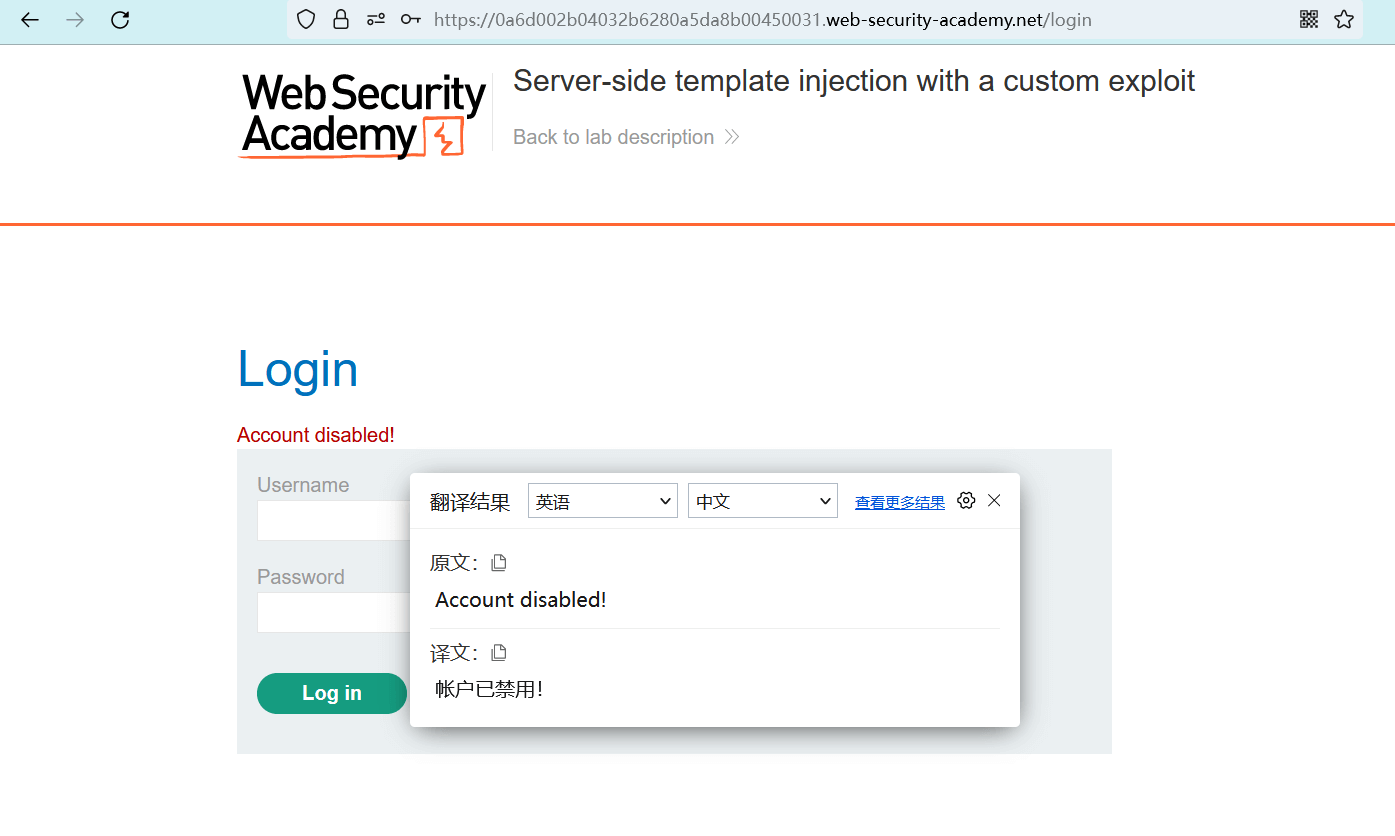 https://0a6d002b04032b6280a5da8b00450031.web-security-academy.net/login
Web Security
Academy
Server-side template injection with a custom exploit
Back to lab description
Login
Account disabled!
Username
Password
Log in
翻译结果 英语 中文 查看更多结果
原文：
Account disabled!
译文：
帐户已禁用！